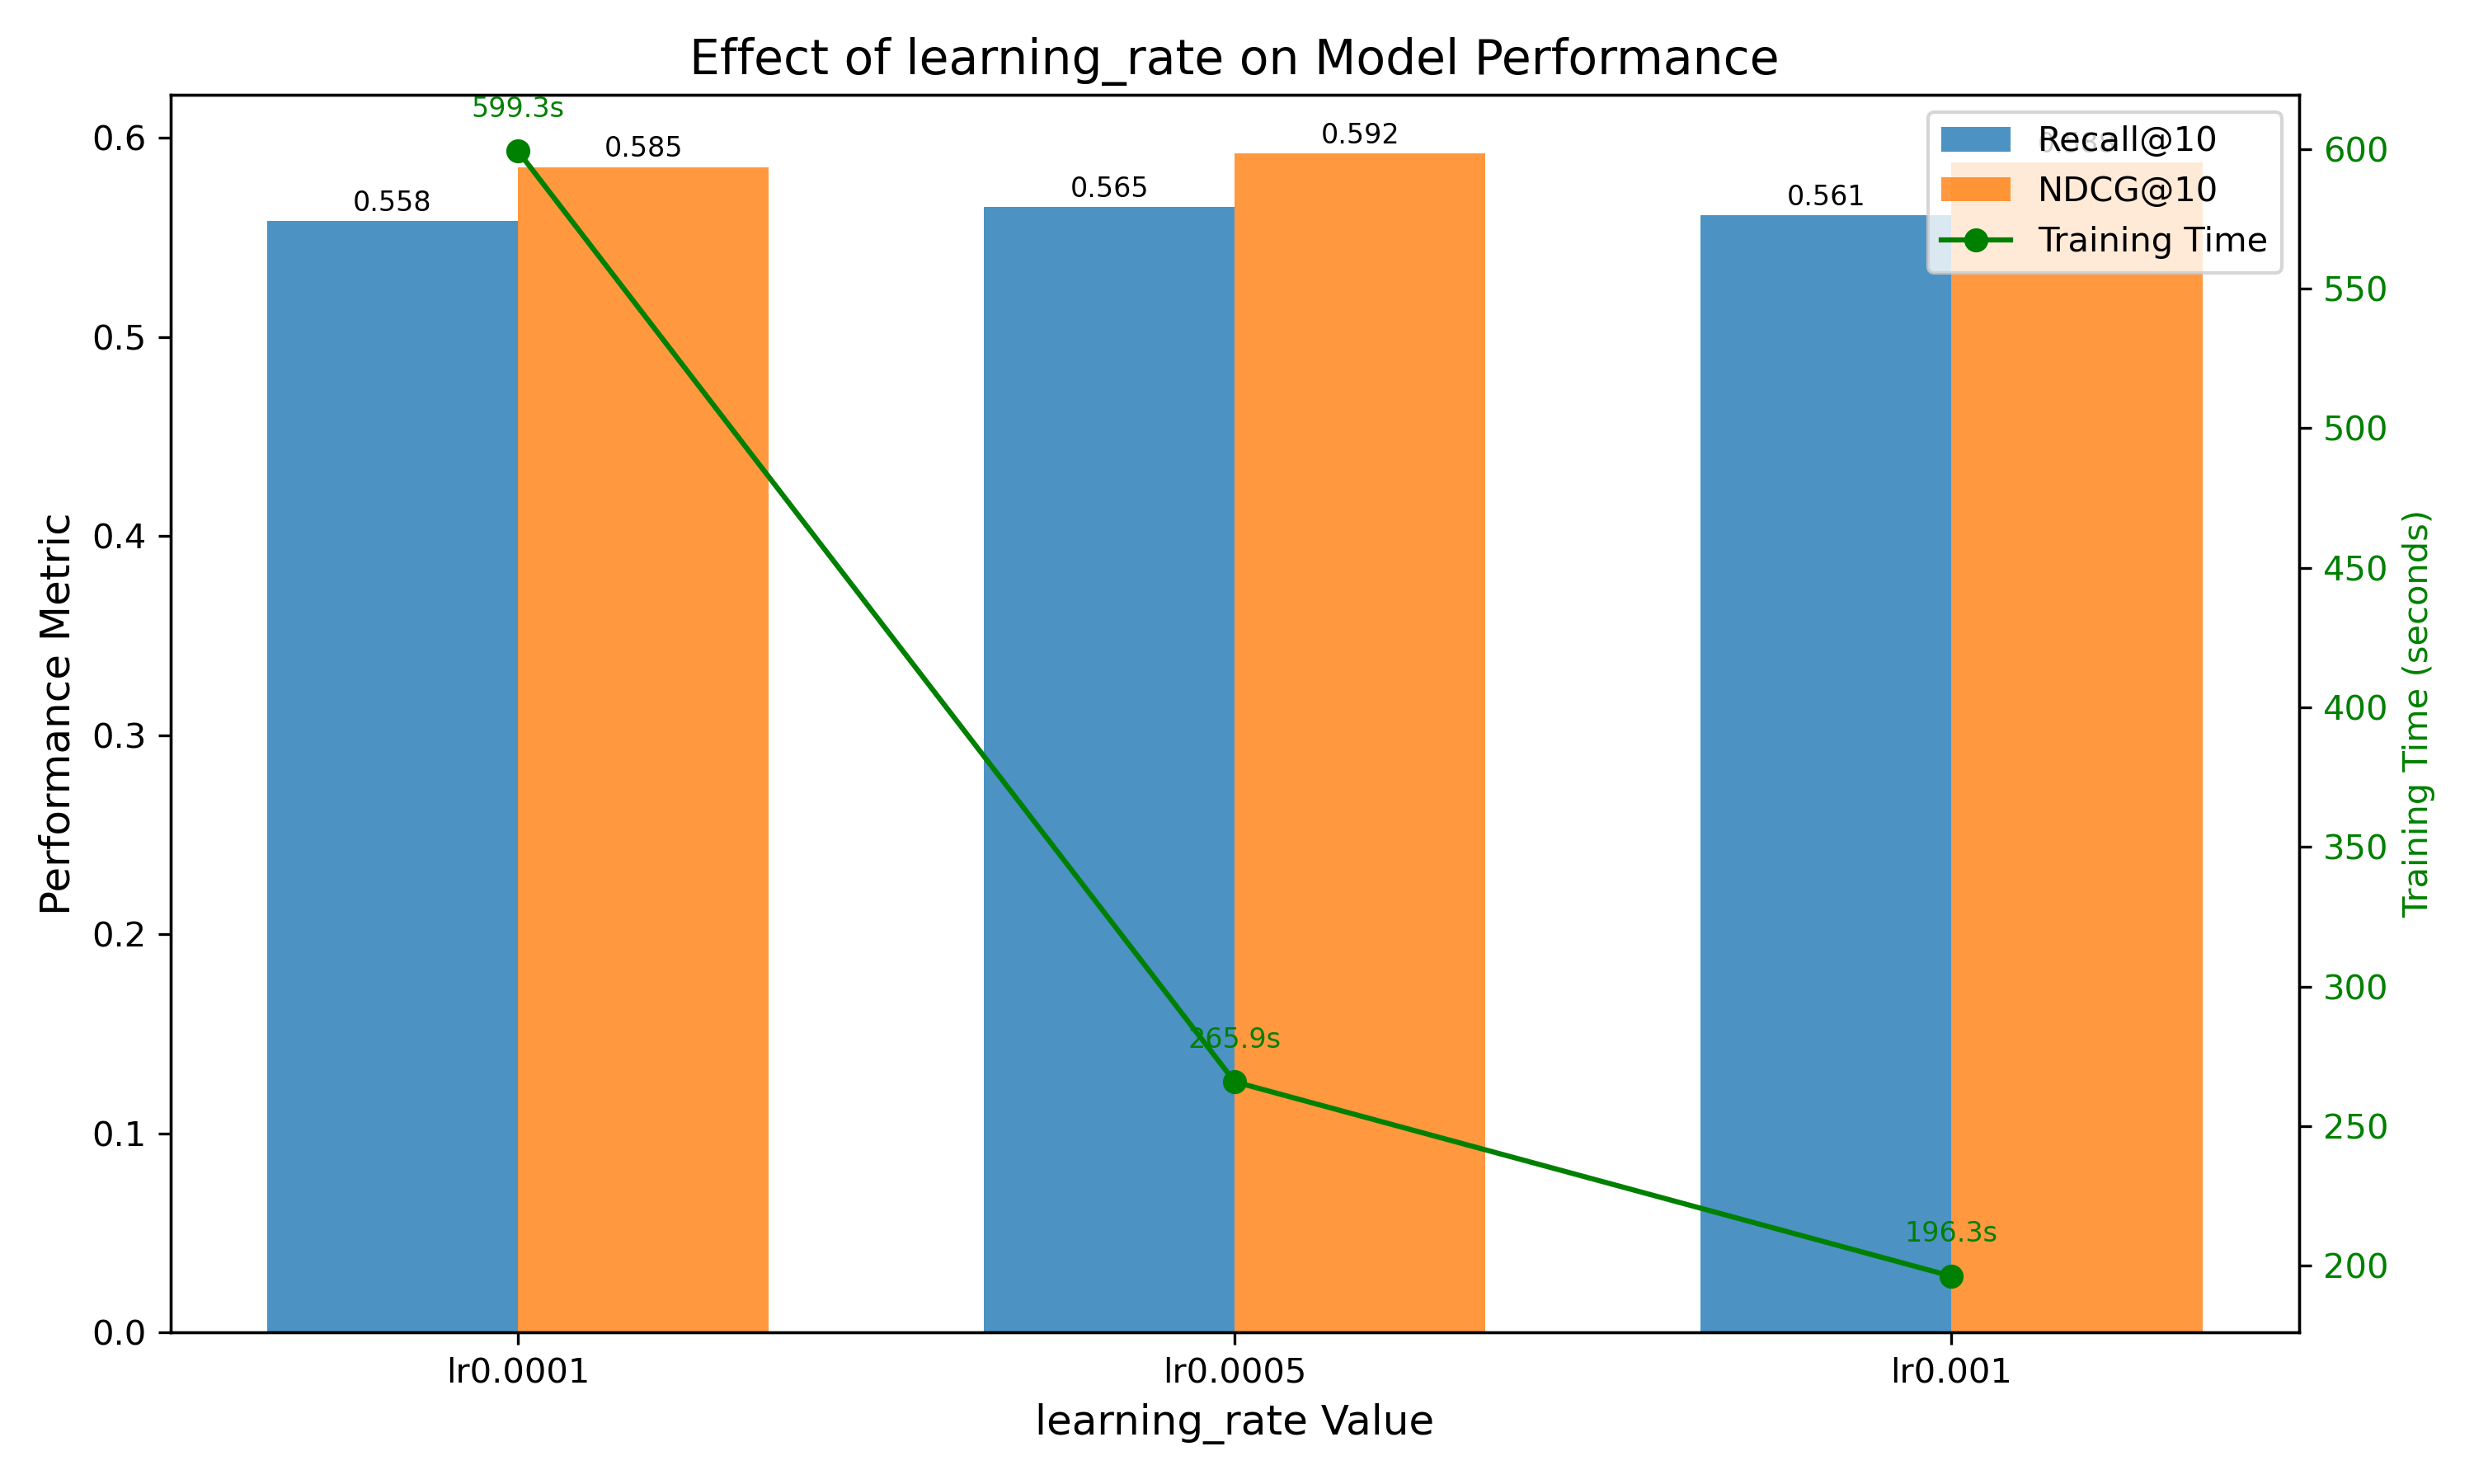 Effect of learning_rate on Model Performance
599.3s
0.558
0.585
0.565
0.592
0.561
265.9s
196.3s
Recall@10
NDCG@10
Training Time
Performance Metric
0.6
0.5
0.4
0.3
0.2
0.1
0.0
600
550
500
450
400
350
300
250
200
Training Time (seconds)
lr0.0001
lr0.0005
lr0.001
learning_rate Value